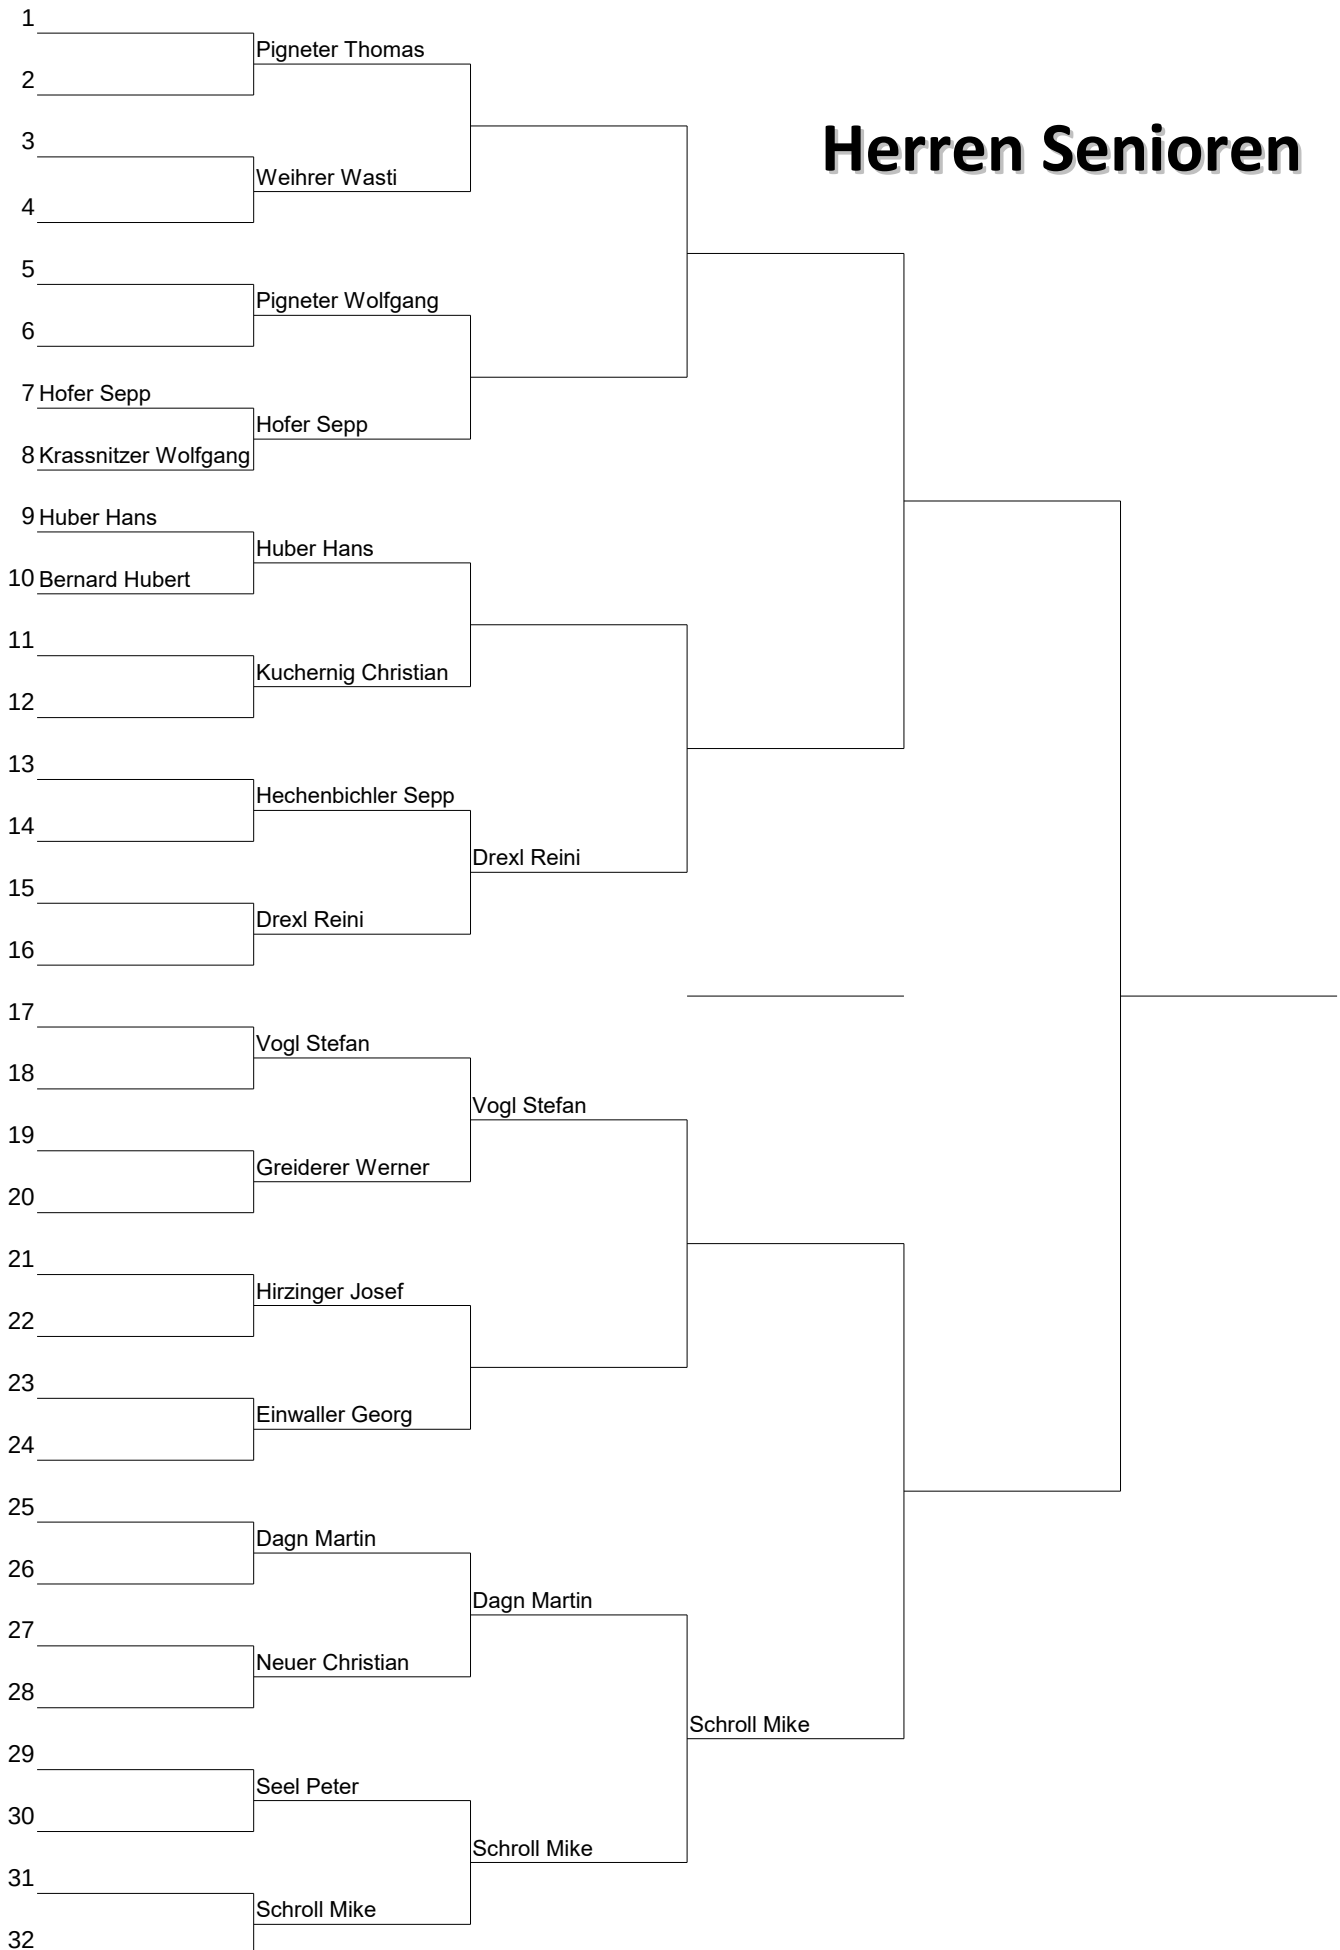 1
Pigneter Thomas
2
Herren Senioren
3
Weihrer Wasti
4
5
Pigneter Wolfgang
6
7 Hofer Sepp
Hofer Sepp
8 Krassnitzer Wolfgang
9 Huber Hans
Huber Hans
10 Bernard Hubert
11
Kuchernig Christian
12
13
Hechenbichler Sepp
14
Drexl Reini
15
Drexl Reini
16
17
Vogl Stefan
18
Vogl Stefan
19
Greiderer Werner
20
21
Hirzinger Josef
22
23
Einwaller Georg
24
25
Dagn Martin
26
Dagn Martin
27
Neuer Christian
28
Schroll Mike
29
Seel Peter
30
Schroll Mike
31
Schroll Mike
32